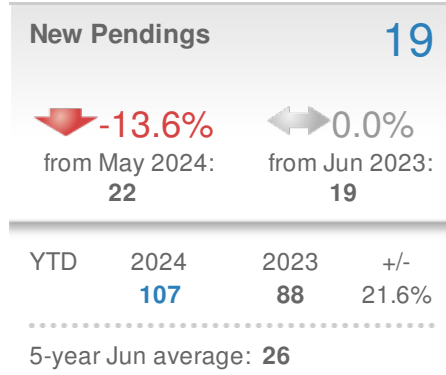 New Pendings 19
-13.6% 0.0%
from May 2024: from Jun 2023:
22 19
YTD 2024 2023 +/-
107 88 21.6%
5-year Jun average: 26